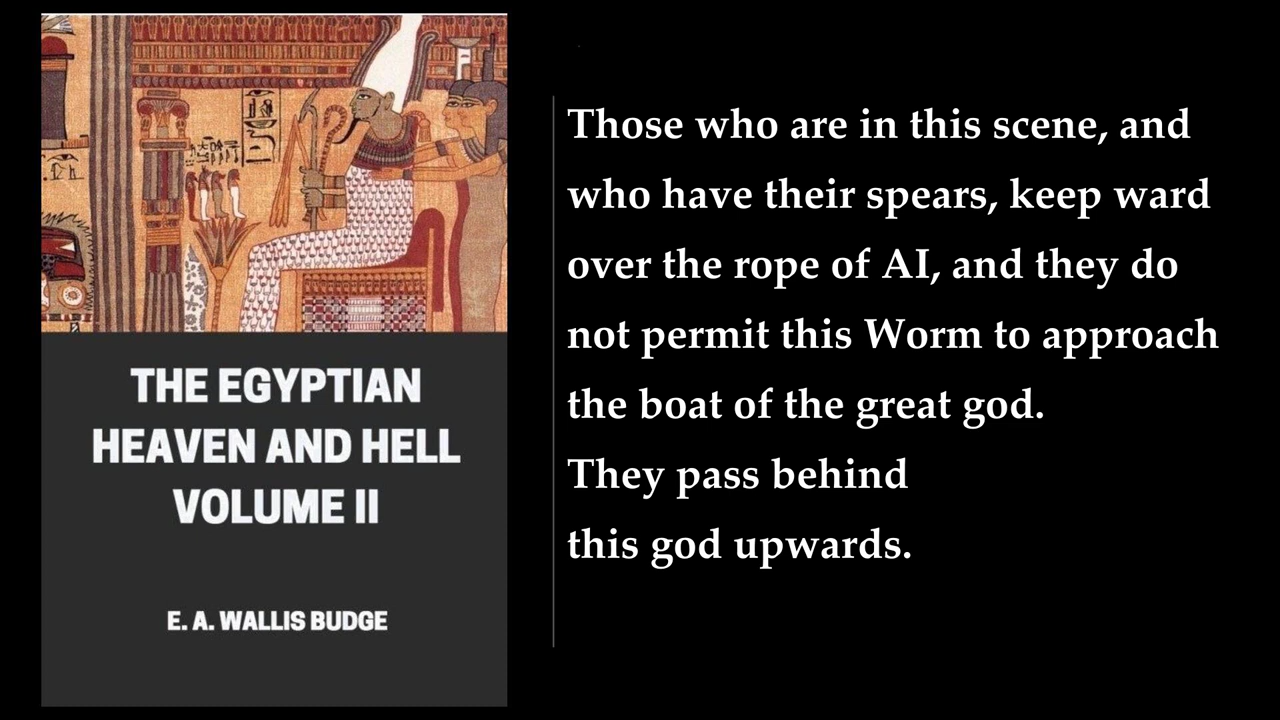 THE EGYPTIAN
HEAVEN AND HELL
VOLUME II
E. A. WALLIS BUDGE
Those who are in this scene, and
who have their spears, keep ward
over the rope of AI, and they do
not permit this Worm to approach
the boat of the great god.
They pass behind
this god upwards.